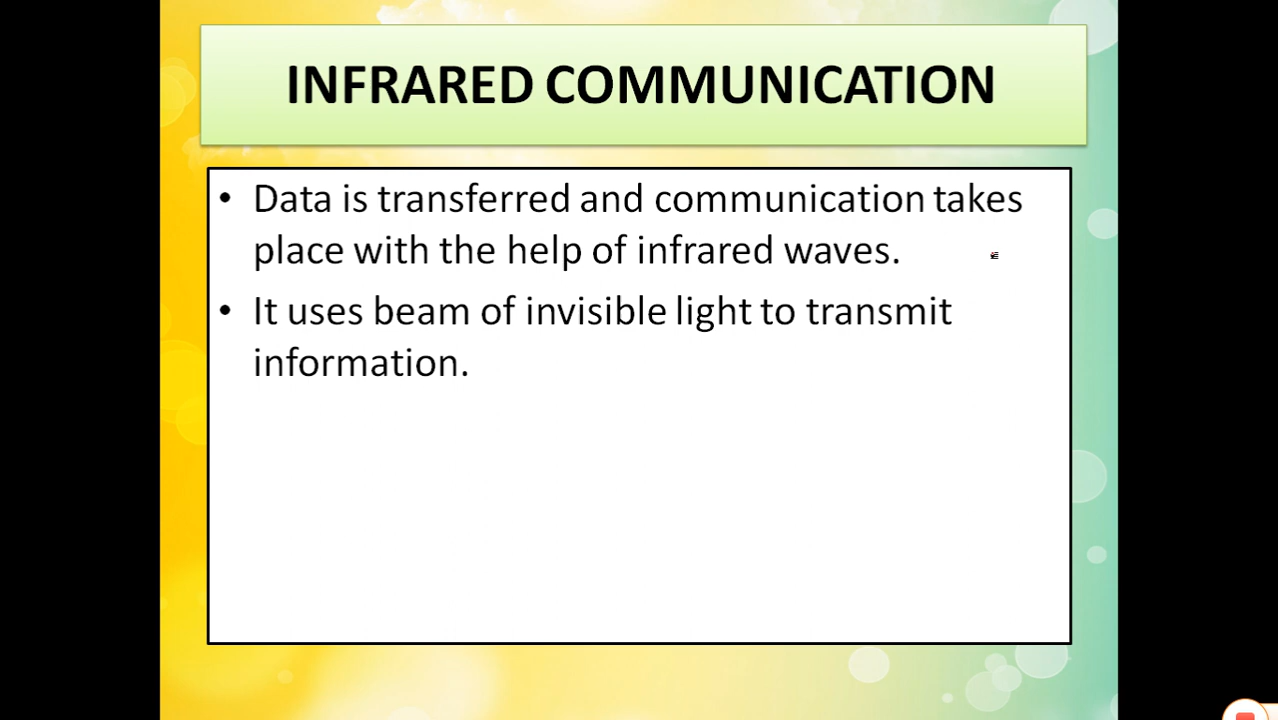 INFRARED COMMUNICATION
• Data is transferred and communication takes
place with the help of infrared waves.
• It uses beam of invisible light to transmit
information.